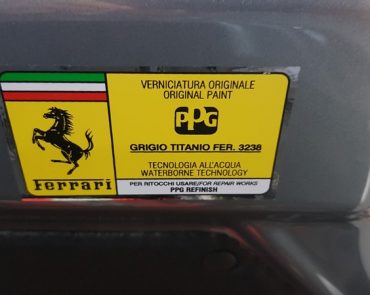 VERNICIATURA ORIGINALE
ORIGINAL PAINT
PPG
GRIGIO TITANIO FER. 3238
TECNOLOGIA ALL'ACQUA
WATERBORNE TECHNOLOGY
Ferrari
PER RITOCCHI USARE/FOR REPAIR WORKS
PPG REFINISH